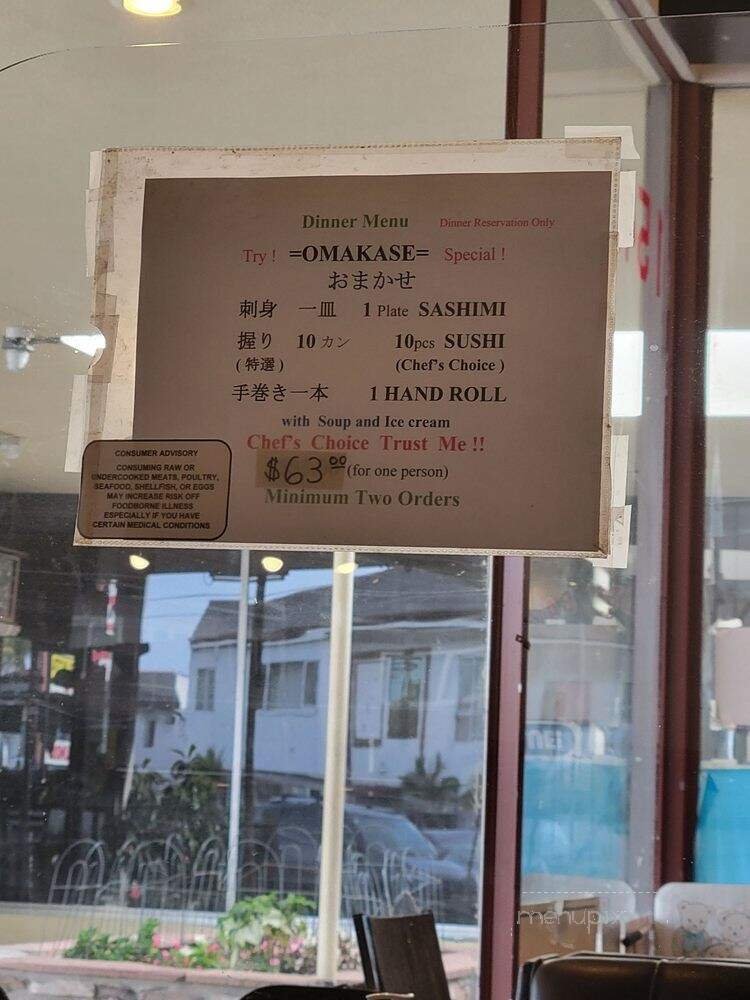 Dinner Menu Dinner Reservation Only
Try ! =OMAKASE= Special !
おまかせ
刺身 一皿 1 Plate SASHIMI
握り 10 カン 10pcs SUSHI
( 特選 ) (Chef's Choice )
手巻き一本 1 HAND ROLL
with Soup and Ice cream
Chef's Choice Trust Me !!
$63.00 (for one person)
Minimum Two Orders
CONSUMER ADVISORY
CONSUMING RAW OR
UNDERCOOKED MEATS, POULTRY,
SEAFOOD, SHELLFISH, OR EGGS
MAY INCREASE RISK OFF
FOODBORNE ILLNESS
ESPECIALLY IF YOU HAVE
CERTAIN MEDICAL CONDITIONS
menupix